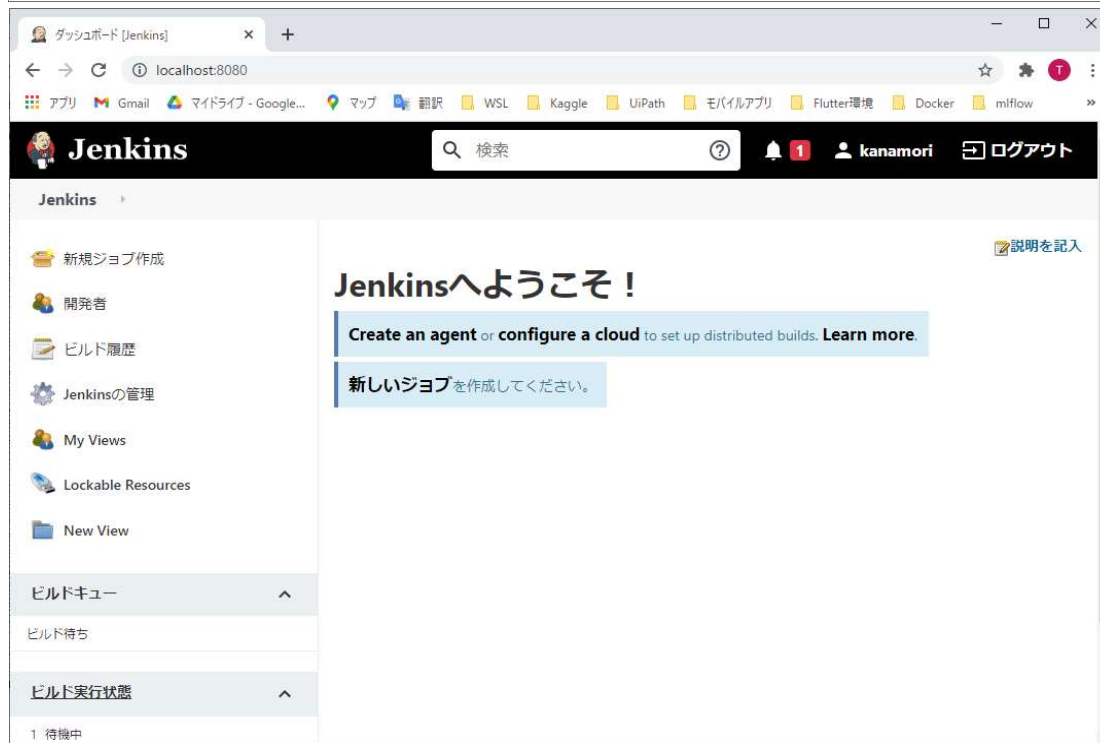 ダッシュボード [Jenkins]
localhost:8080
アプリ Gmail マイドライブ - Google... マップ 翻訳 WSL Kaggle UiPath モバイルアプリ Flutter環境 Docker mlflow »
Jenkins 検索 1 kanamori ログアウト
Jenkins
説明を記入
新規ジョブ作成
開発者
ビルド履歴
Jenkinsの管理
My Views
Lockable Resources
New View
ビルドキュー
ビルド待ち
ビルド実行状態
1 待機中
Jenkinsへようこそ！
Create an agent or configure a cloud to set up distributed builds. Learn more.
新しいジョブを作成してください。